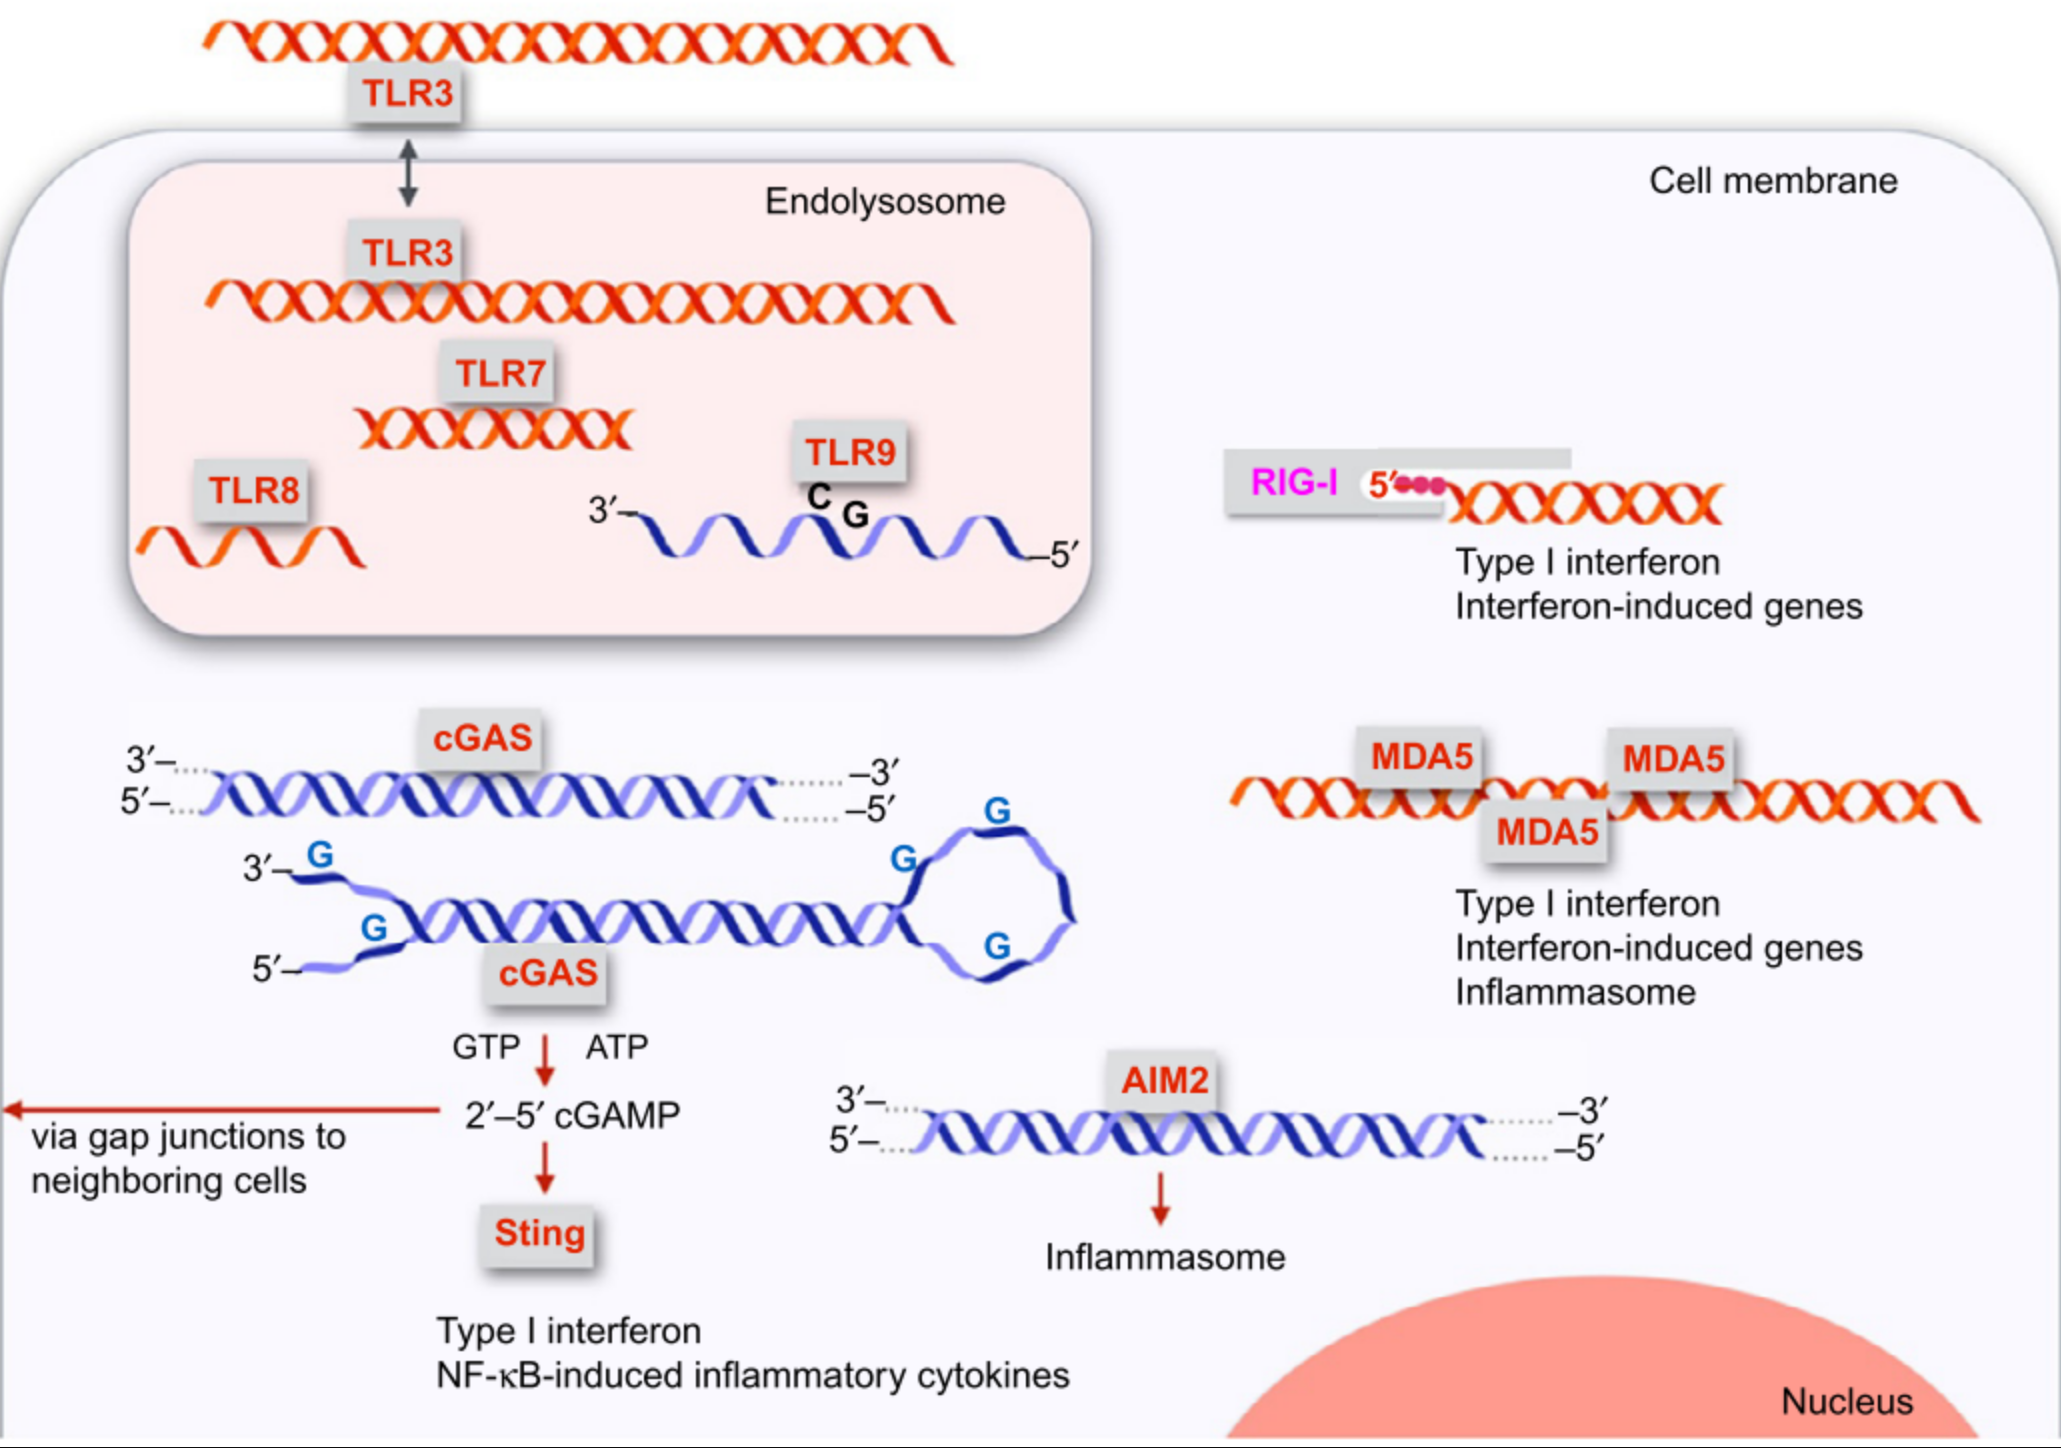 TLR3
Cell membrane
Endolysosome
TLR3
TLR7
TLR9
TLR8
C
G
3′–
–5′
RIG-I 5′
Type I interferon
Interferon-induced genes
cGAS
3′– –3′
5′– –5′
MDA5 MDA5
MDA5
G
G G
3′–
G G
5′–
cGAS
Type I interferon
Interferon-induced genes
Inflammasome
GTP ATP
2′–5′ cGAMP
via gap junctions to
neighboring cells
Sting
Type I interferon
NF-κB-induced inflammatory cytokines
AIM2
3′– –3′
5′– –5′
Inflammasome
Nucleus